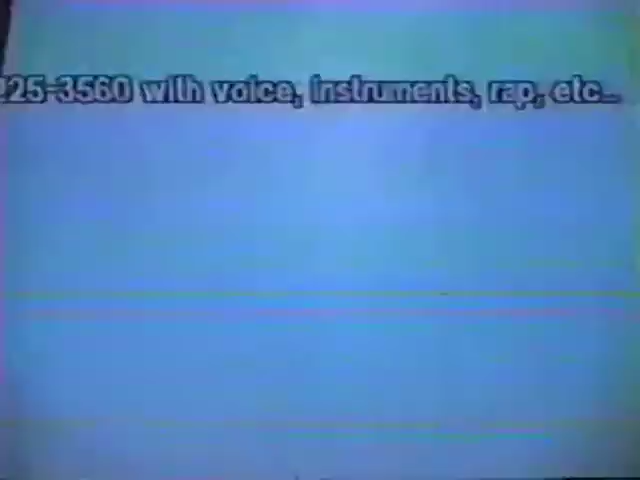 25-3560 with voice, instruments, rap, etc...